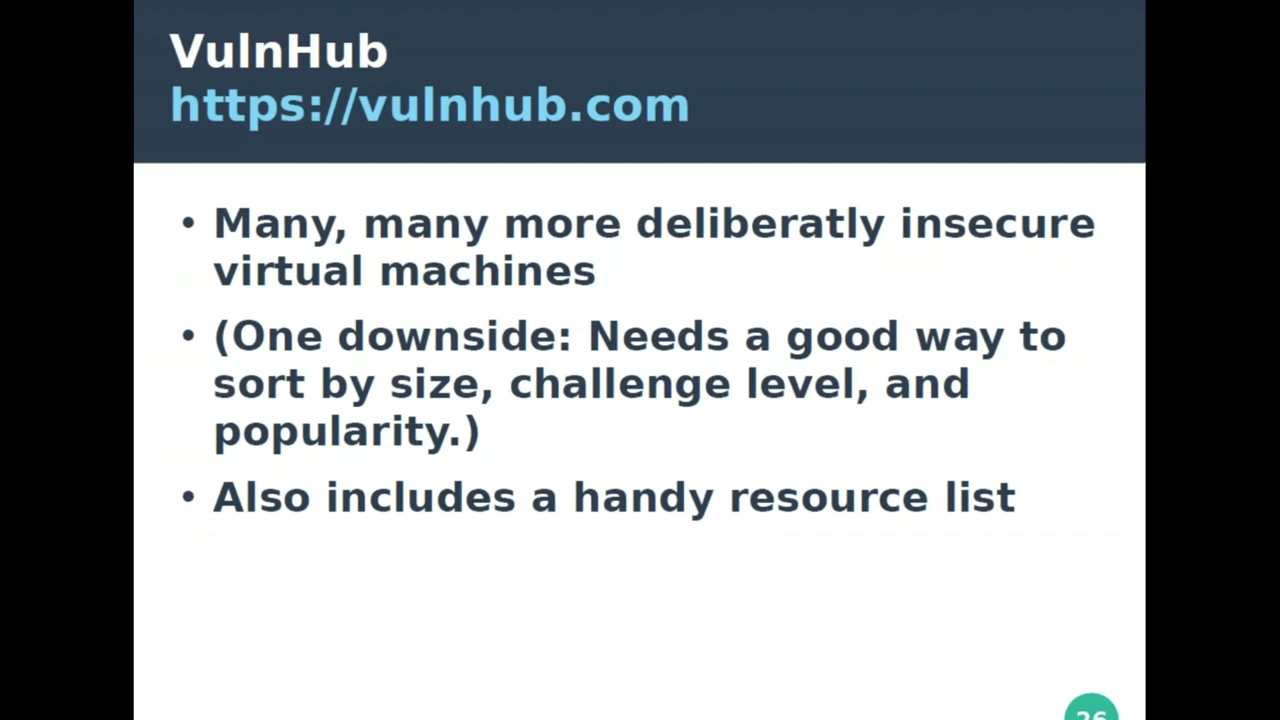 VulnHub
https://vulnhub.com
• Many, many more deliberatly insecure
virtual machines
• (One downside: Needs a good way to
sort by size, challenge level, and
popularity.)
• Also includes a handy resource list
26